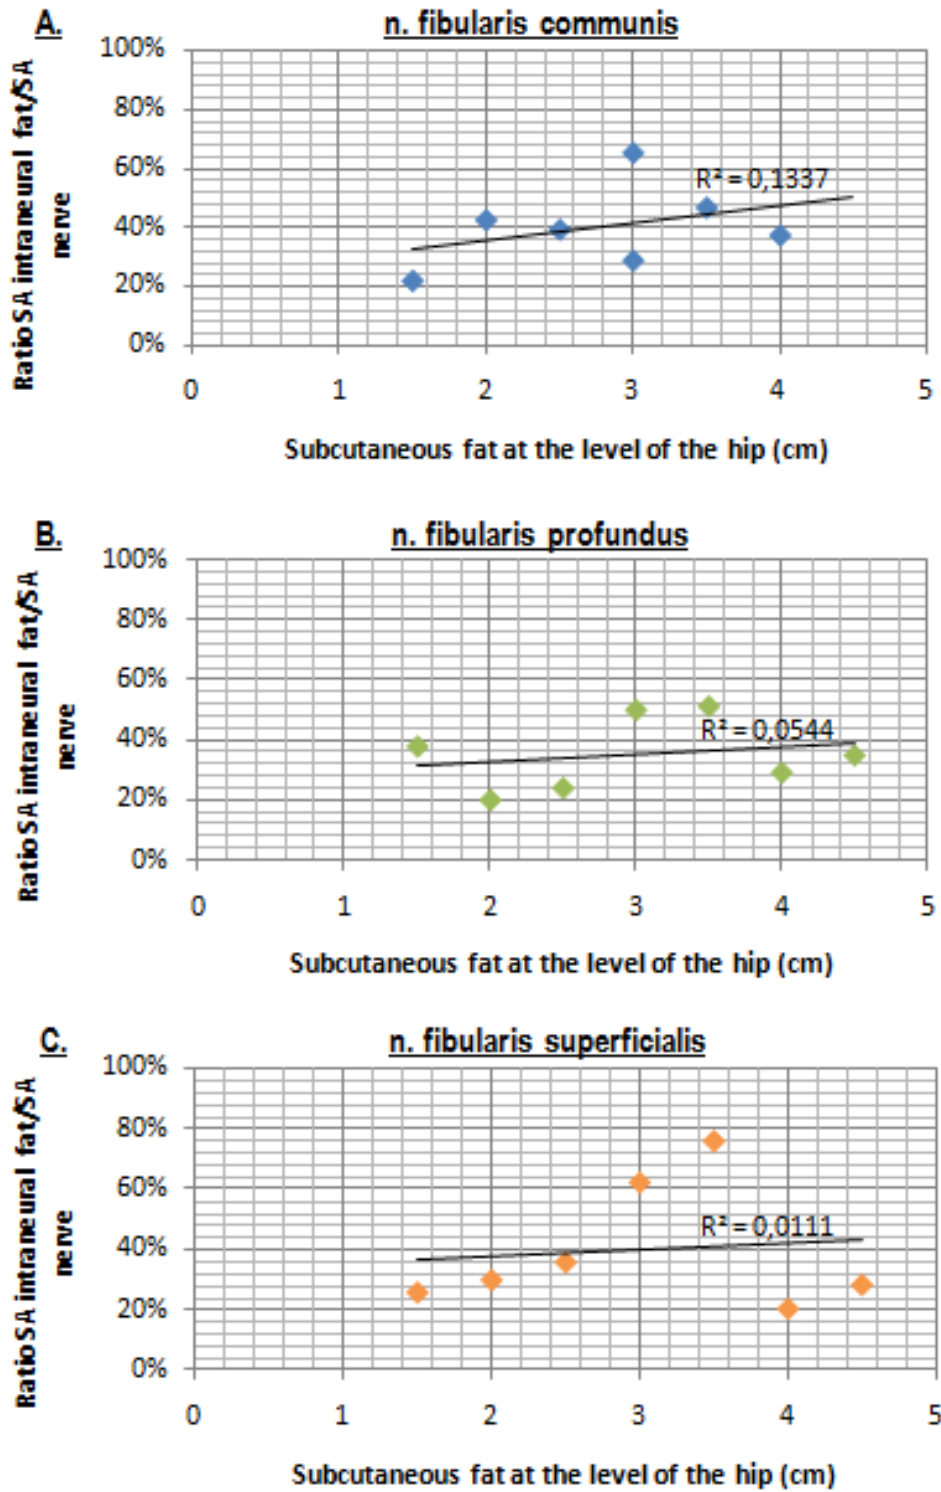 A.
n. fibularis communis
100%
80%
60%
40%
20%
0%
Ratio SA intraneural fat/SA
nerve
R² = 0,1337
0 1 2 3 4 5
Subcutaneous fat at the level of the hip (cm)
B.
n. fibularis profundus
100%
80%
60%
40%
20%
0%
Ratio SA intraneural fat/SA
nerve
R² = 0,0544
0 1 2 3 4 5
Subcutaneous fat at the level of the hip (cm)
C.
n. fibularis superficialis
100%
80%
60%
40%
20%
0%
Ratio SA intraneural fat/SA
nerve
R² = 0,0111
0 1 2 3 4 5
Subcutaneous fat at the level of the hip (cm)